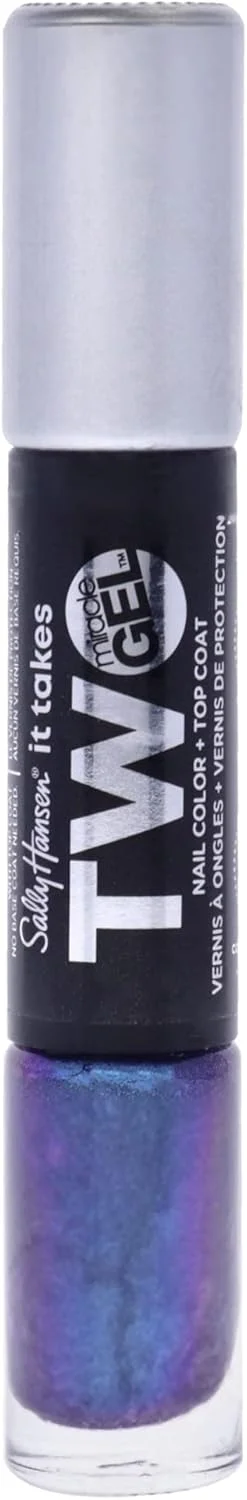 NO BASE COAT NEEDED.
AUCUN VERNIS DE BASE REQUIS.
Sally Hansen® it takes
TWO
miracle
GEL™
NAIL COLOR + TOP COAT
VERNIS À ONGLES + VERNIS DE PROTECTION